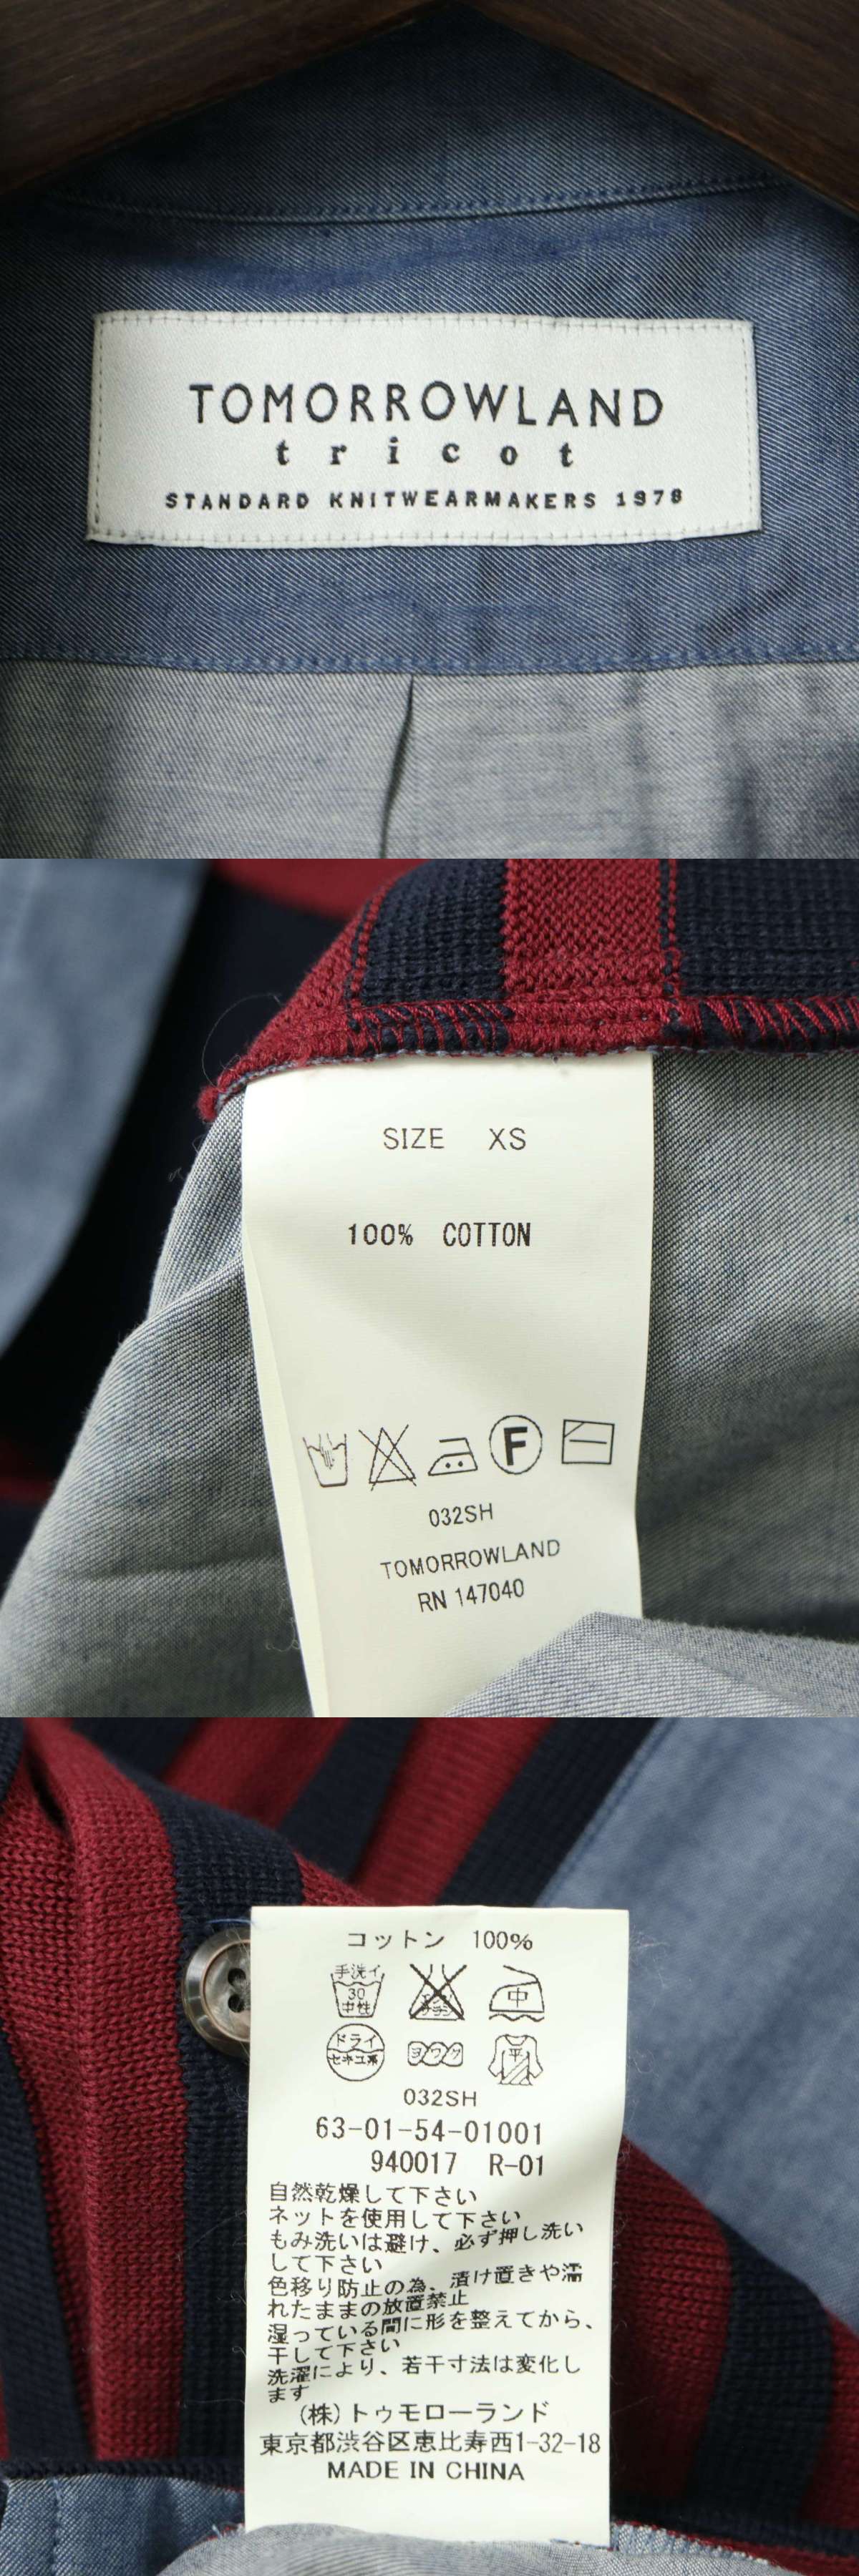 TOMORROWLAND
tricot
STANDARD KNITWEARMAKERS 1978
SIZE XS
100% COTTON
F
032SH
TOMORROWLAND
RN 147040
コットン 100%
手洗イ
30
中性
中
ドライ
セキユ系
ヨワク
平
032SH
63-01-54-01001
940017 R-01
自然乾燥して下さい
ネットを使用して下さい
もみ洗いは避け、必ず押し洗い
して下さい
色移り防止の為、漬け置きや濡
れたままの放置禁止
湿っている間に形を整えてから、
干して下さい
洗濯により、若干寸法は変化し
ます
(株)トゥモローランド
東京都渋谷区恵比寿西1-32-18
MADE IN CHINA